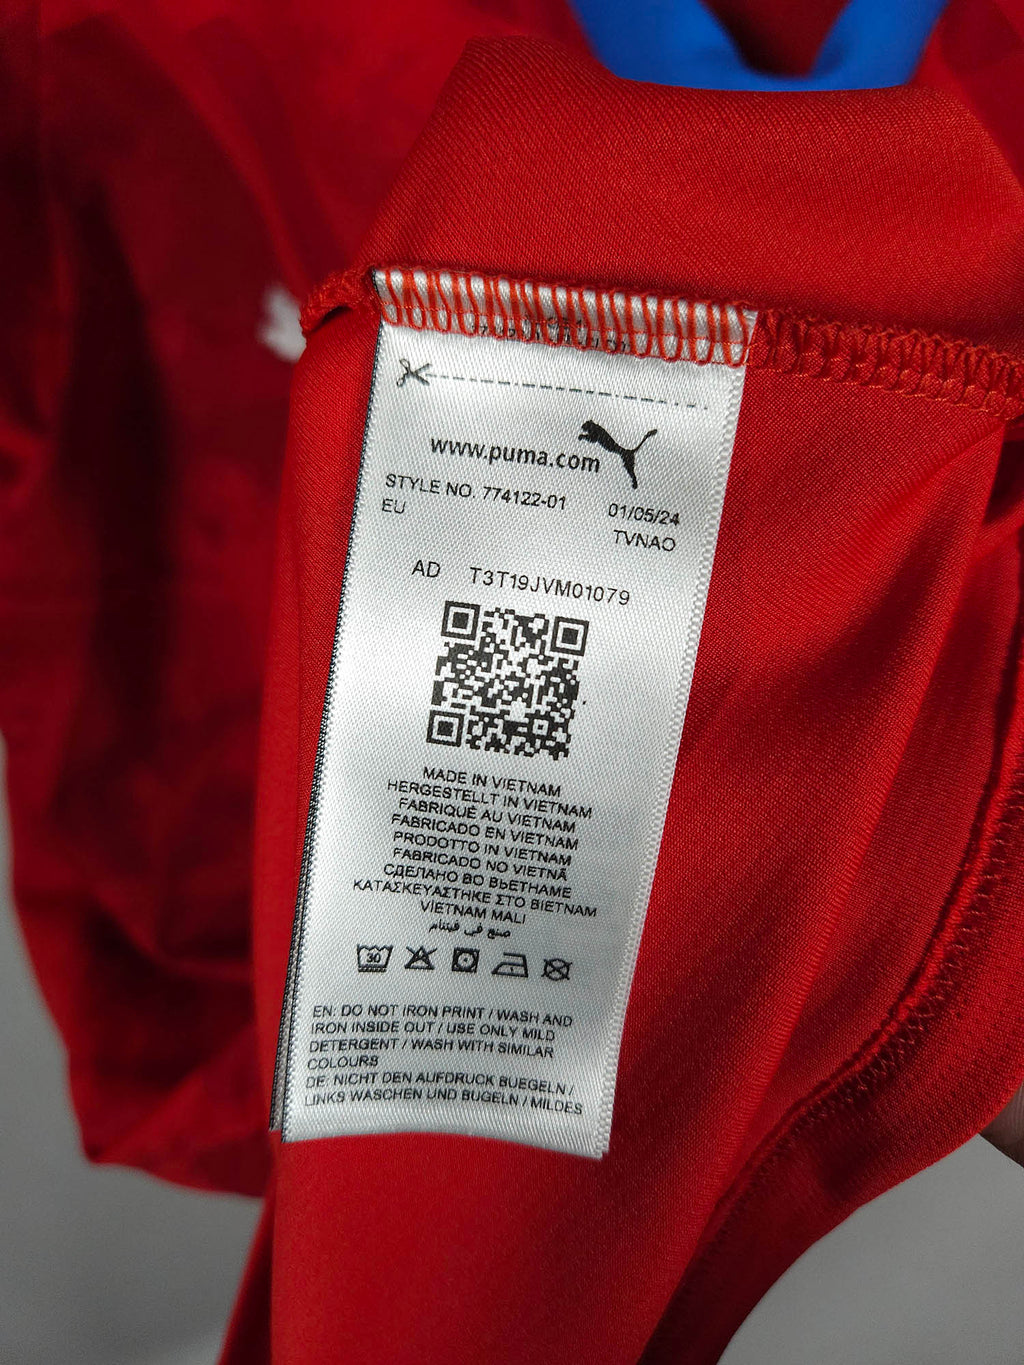 www.puma.com
STYLE NO. 774122-01 01/05/24
EU TVNAO
AD T3T19JVM01079
MADE IN VIETNAM
HERGESTELLT IN VIETNAM
FABRIQUÉ AU VIETNAM
FABRICADO EN VIETNAM
PRODOTTO IN VIETNAM
FABRICADO NO VIETNÃ
СДЕЛАНО ВО ВЬЕТНАМЕ
ΚΑΤΑΣΚΕΥΑΣΤΗΚΕ ΣΤΟ ΒΙΕΤΝΑΜ
VIETNAM MALI
صنع في فيتنام
30
EN: DO NOT IRON PRINT / WASH AND
IRON INSIDE OUT / USE ONLY MILD
DETERGENT / WASH WITH SIMILAR
COLOURS
DE: NICHT DEN AUFDRUCK BUEGELN /
LINKS WASCHEN UND BUGELN / MILDES